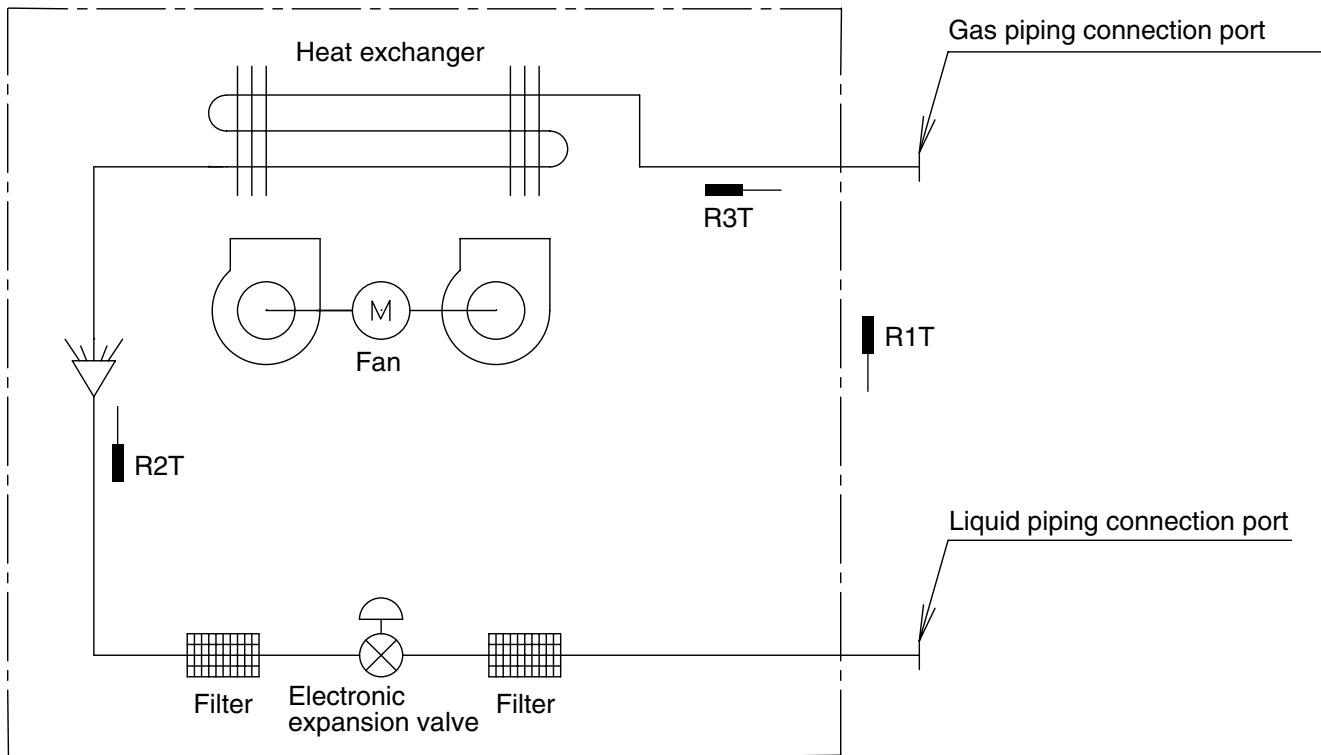 Gas piping connection port
Heat exchanger
R3T
M
Fan
R1T
R2T
Liquid piping connection port
Filter
Electronic
expansion valve
Filter